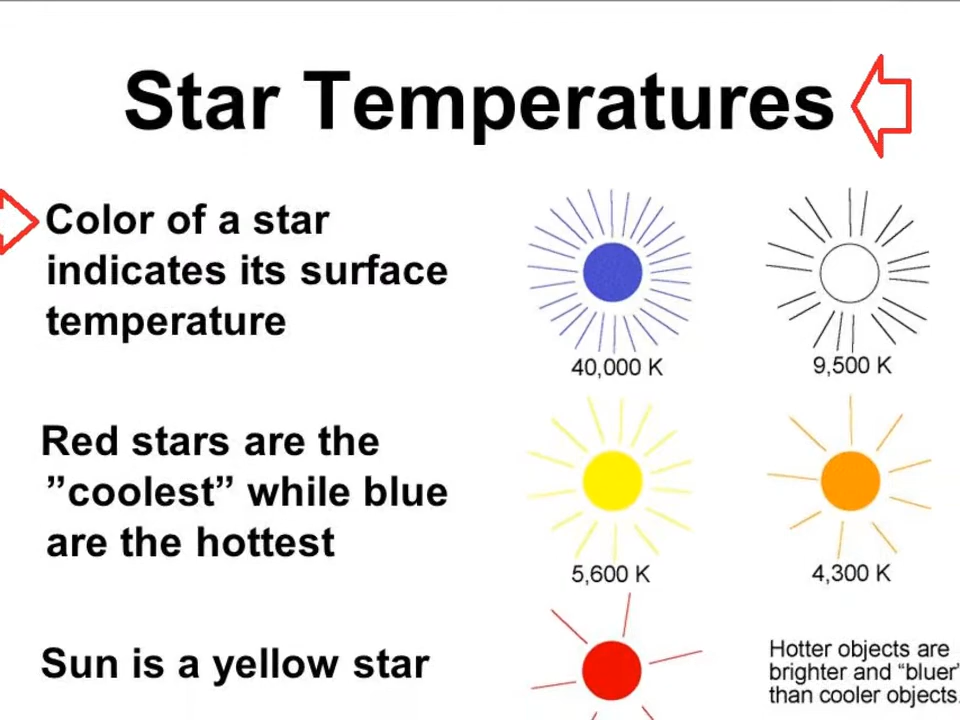 Star Temperatures
Color of a star
indicates its surface
temperature
40,000 K
9,500 K
Red stars are the
”coolest” while blue
are the hottest
5,600 K
4,300 K
Sun is a yellow star
Hotter objects are
brighter and “bluer”
than cooler objects.